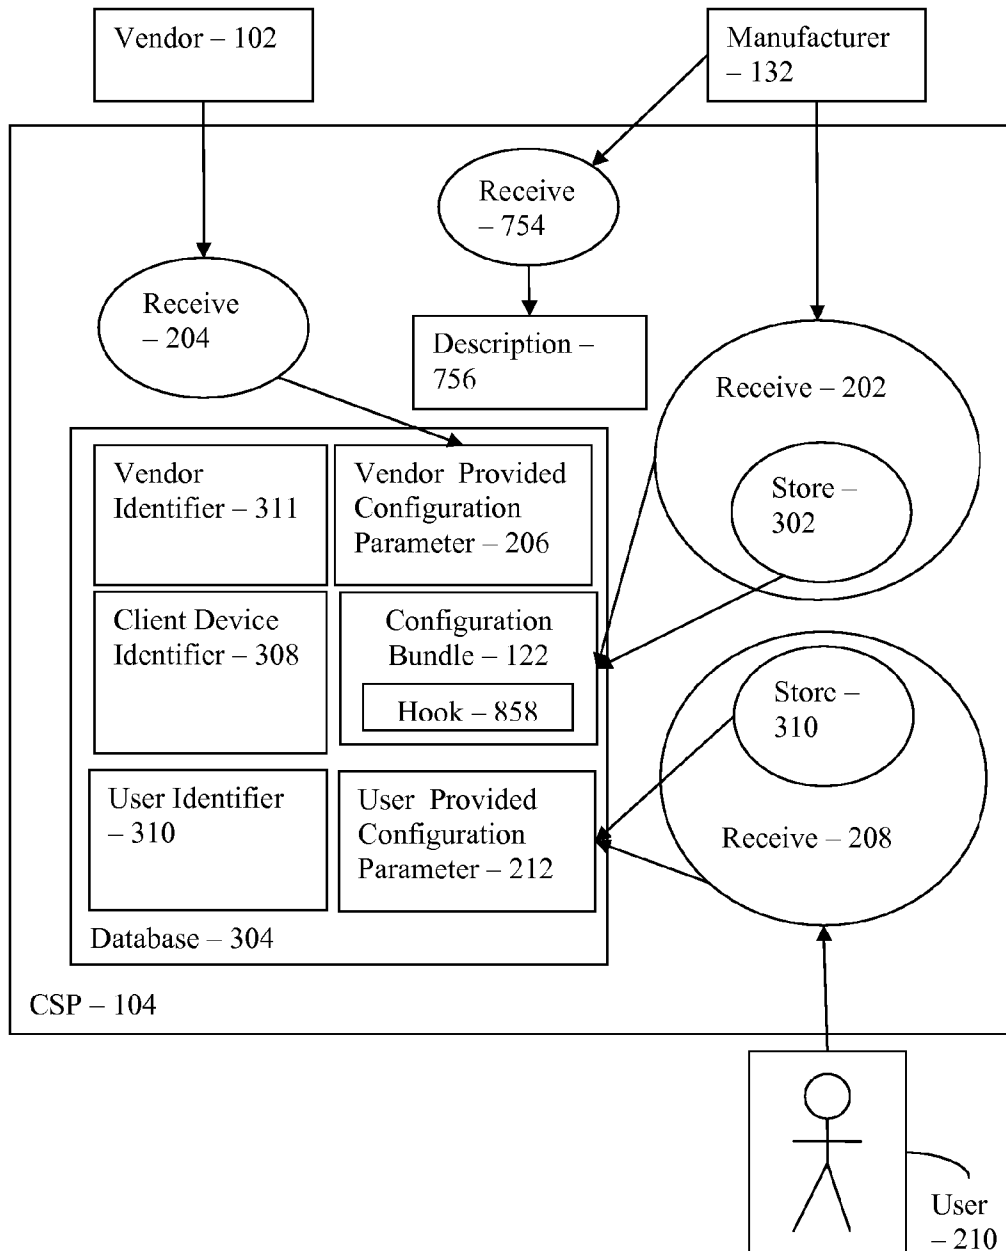 Vendor – 102
Manufacturer
– 132
Receive
– 754
Receive
– 204
Description –
756
Receive – 202
Store –
302
Vendor
Identifier – 311
Vendor Provided
Configuration
Parameter – 206
Client Device
Identifier – 308
Configuration
Bundle – 122
Hook – 858
Store –
310
User Identifier
– 310
User Provided
Configuration
Parameter – 212
Receive – 208
Database – 304
CSP – 104
User
– 210